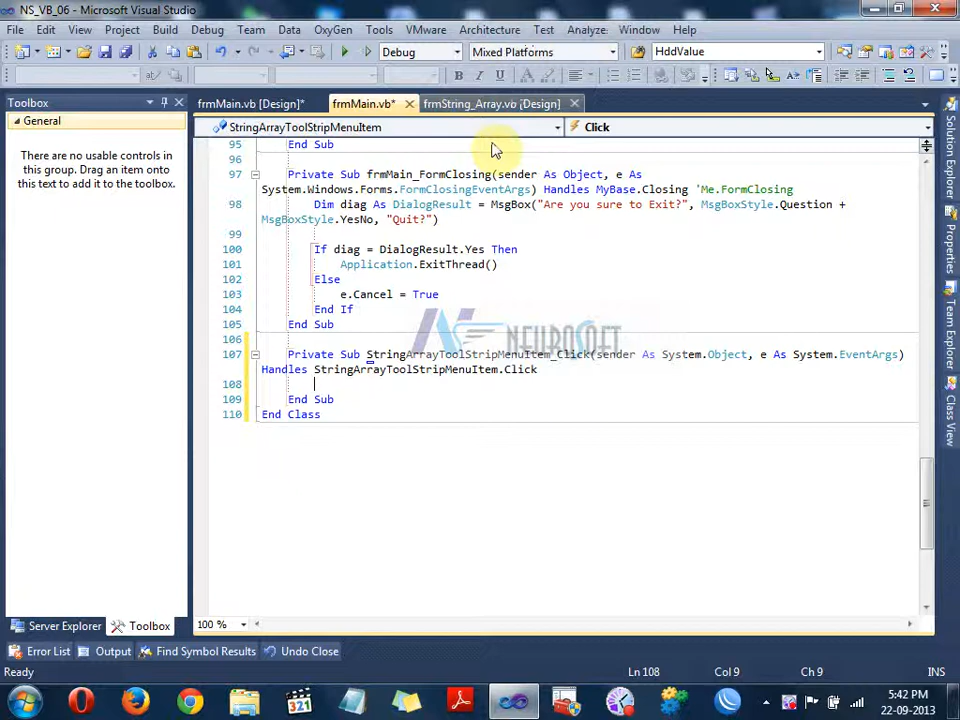 NS_VB_06 - Microsoft Visual Studio
File Edit View Project Build Debug Team Data OxyGen Tools VMware Architecture Test Analyze Window Help
Debug Mixed Platforms HddValue
Toolbox
frmMain.vb [Design]* frmMain.vb* frmString_Array.vb [Design]
General
StringArrayToolStripMenuItem Click
There are no usable controls in this group. Drag an item onto this text to add it to the toolbox.
95 End Sub
96
97 Private Sub frmMain_FormClosing(sender As Object, e As
System.Windows.Forms.FormClosingEventArgs) Handles MyBase.Closing 'Me.FormClosing
98 Dim diag As DialogResult = MsgBox("Are you sure to Exit?", MsgBoxStyle.Question +
MsgBoxStyle.YesNo, "Quit?")
99
100 If diag = DialogResult.Yes Then
101 Application.ExitThread()
102 Else
103 e.Cancel = True
104 End If
105 End Sub
106
107 Private Sub StringArrayToolStripMenuItem_Click(sender As System.Object, e As System.EventArgs)
Handles StringArrayToolStripMenuItem.Click
108
109 End Sub
110 End Class
NEUROSOFT
Solution Explorer
Properties
Team Explorer
Class View
100 %
Server Explorer Toolbox
Error List Output Find Symbol Results Undo Close
Ready Ln 108 Col 9 Ch 9 INS
321
5:42 PM
22-09-2013